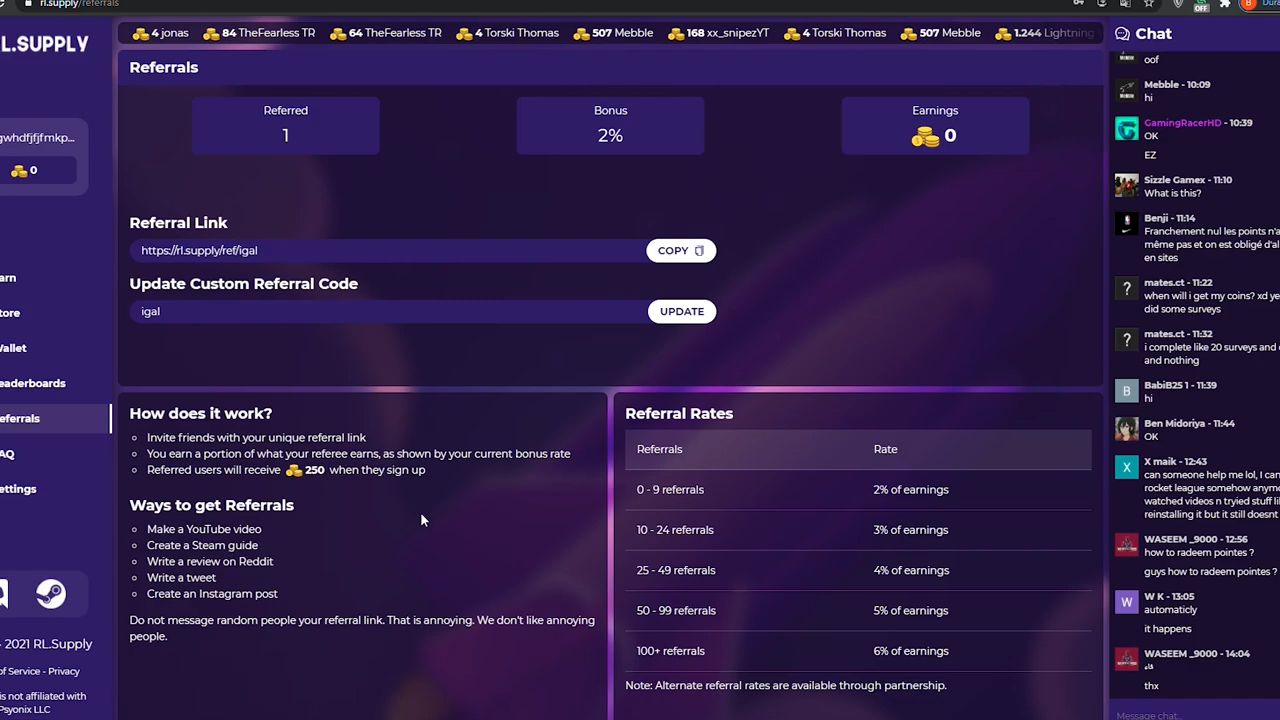 rl.supply/referrals
OFF
L.SUPPLY
4 jonas 84 TheFearless TR 64 TheFearless TR 4 Torski Thomas 507 Mebble 168 xx_snipezYT 4 Torski Thomas 507 Mebble 1.244 Lightning
gwhdfjfjfmkp...
0
arn
tore
Wallet
eaderboards
eferrals
AQ
ettings
- 2021 RL.Supply
of Service - Privacy
is not affiliated with
Psyonix LLC
Referrals
Referred
1
Bonus
2%
Earnings
0
Referral Link
https://rl.supply/ref/igal
COPY
Update Custom Referral Code
igal
UPDATE
How does it work?
Invite friends with your unique referral link
You earn a portion of what your referee earns, as shown by your current bonus rate
Referred users will receive 250 when they sign up
Ways to get Referrals
Make a YouTube video
Create a Steam guide
Write a review on Reddit
Write a tweet
Create an Instagram post
Do not message random people your referral link. That is annoying. We don't like annoying
people.
Referral Rates
Referrals Rate
0 - 9 referrals 2% of earnings
10 - 24 referrals 3% of earnings
25 - 49 referrals 4% of earnings
50 - 99 referrals 5% of earnings
100+ referrals 6% of earnings
Note: Alternate referral rates are available through partnership.
Chat
oof
Mebble - 10:09
hi
GamingRacerHD - 10:39
OK
EZ
Sizzle Gamex - 11:10
What is this?
Benji - 11:14
Franchement nul les points n'a
même pas et on est obligé d'al
en sites
mates.ct - 11:22
when will i get my coins? xd ye
did some surveys
mates.ct - 11:32
i complete like 20 surveys and
and nothing
B
BabiB25 1 - 11:39
hi
Ben Midoriya - 11:44
OK
X
X maik - 12:43
can someone help me lol, I can
rocket league somehow anymo
watched videos n tryied stuff li
reinstalling it but it still doesnt
WASEEM _9000 - 12:56
how to radeem pointes ?
guys how to radeem pointes ?
W
W K - 13:05
automaticly
it happens
WASEEM _9000 - 14:04
thx
Message chat...